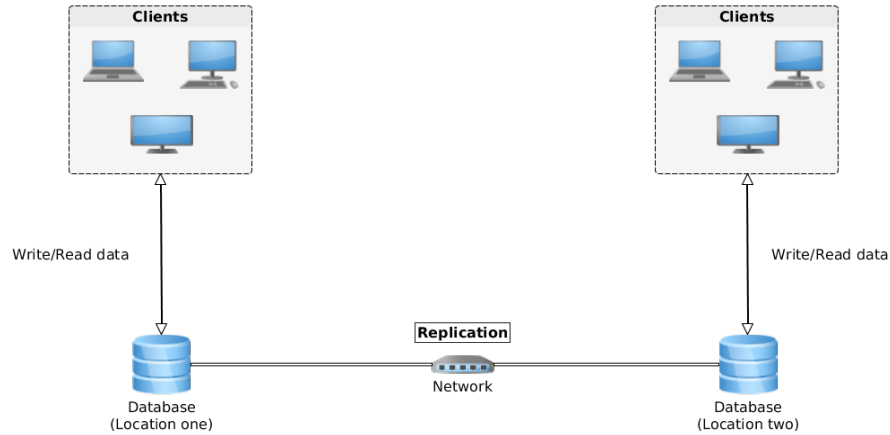 Clients
Clients
Write/Read data
Write/Read data
Replication
Network
Database
(Location one)
Database
(Location two)